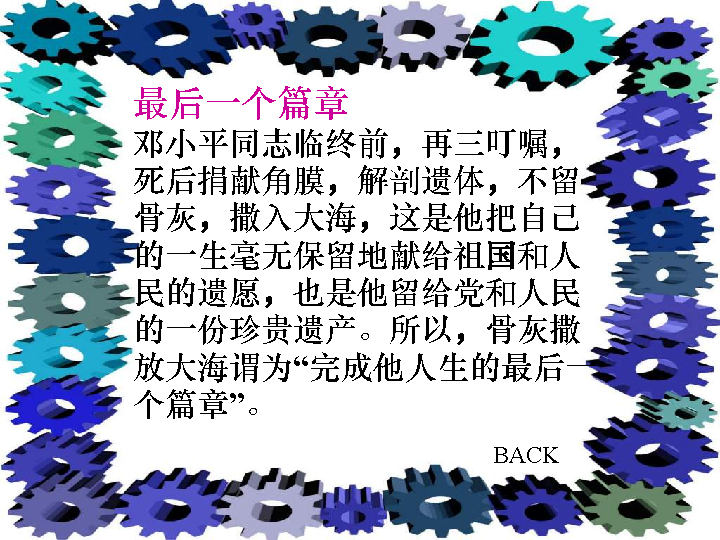 最后一个篇章
邓小平同志临终前，再三叮嘱，
死后捐献角膜，解剖遗体，不留
骨灰，撒入大海，这是他把自己
的一生毫无保留地献给祖国和人
民的遗愿，也是他留给党和人民
的一份珍贵遗产。所以，骨灰撒
放大海谓为“完成他人生的最后一
个篇章”。
BACK